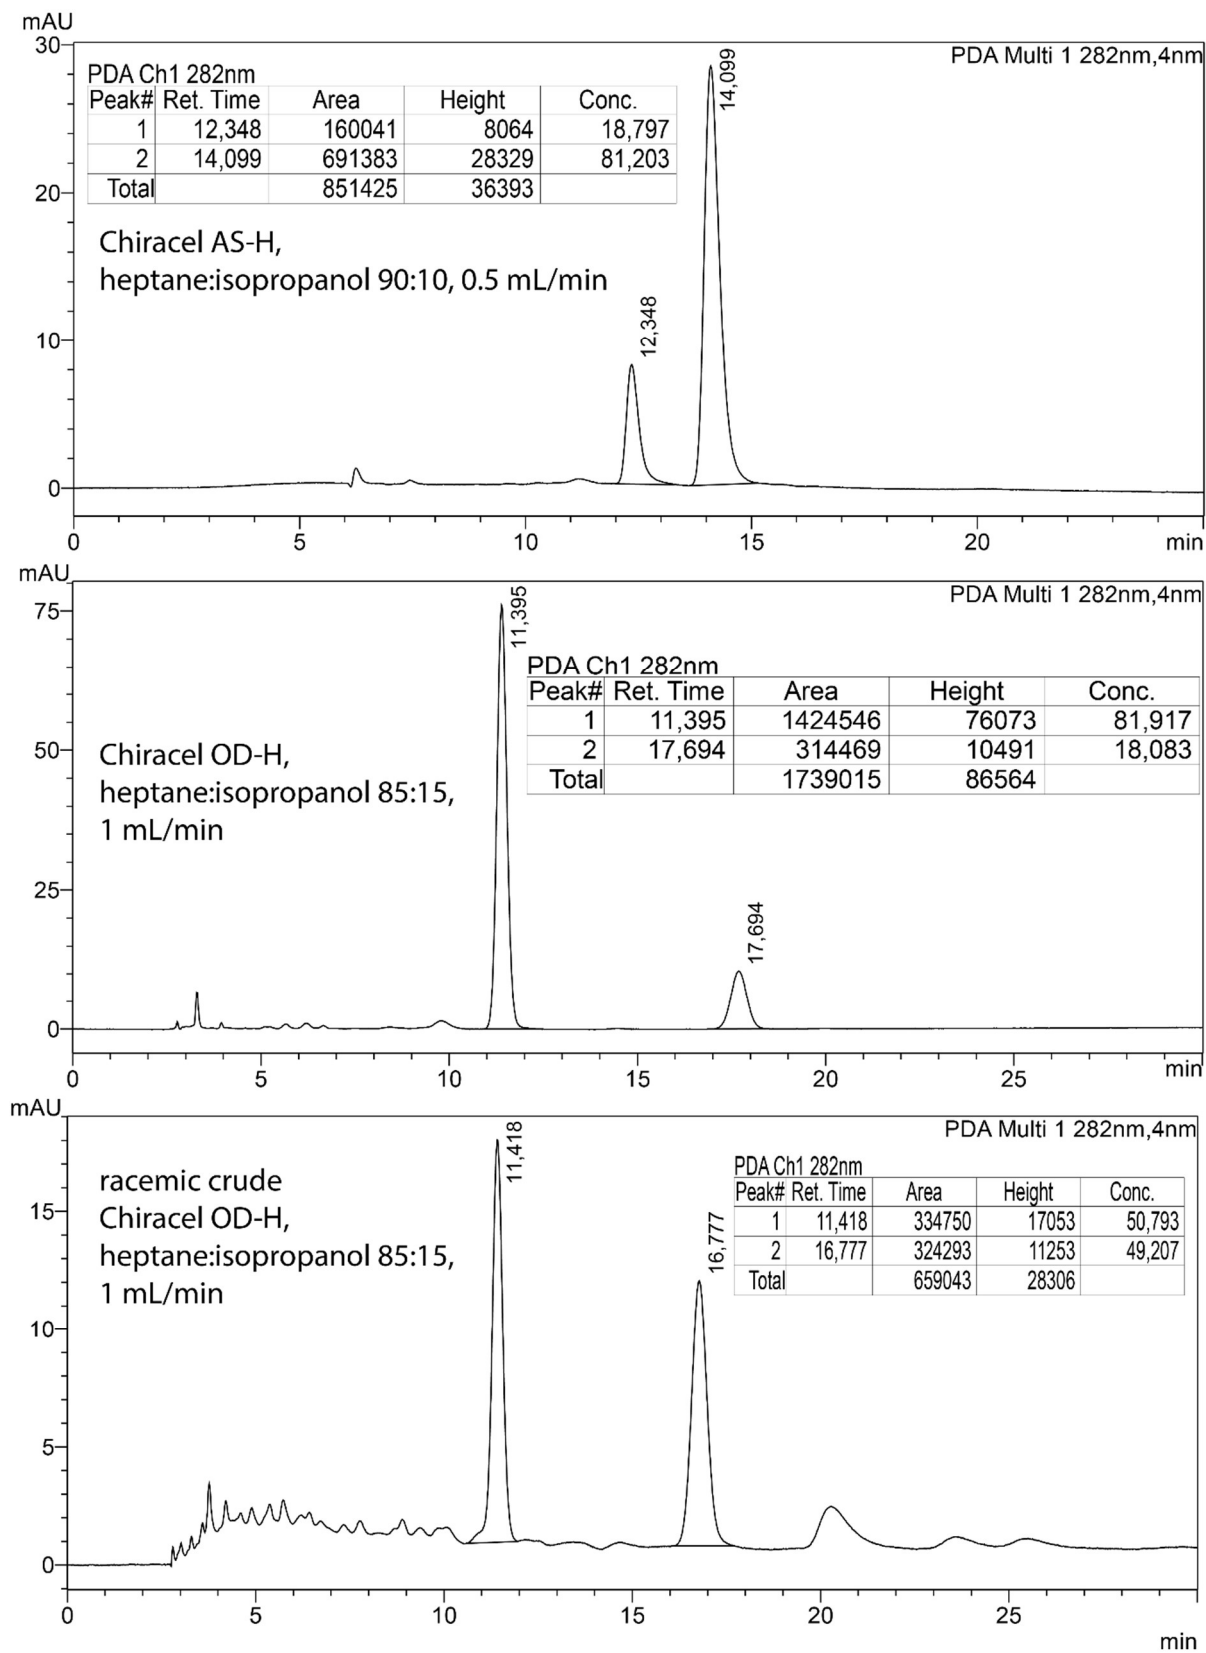 mAU
30
20
10
0
PDA Multi 1 282nm,4nm
PDA Ch1 282nm
Peak# Ret. Time Area Height Conc.
1 12,348 160041 8064 18,797
2 14,099 691383 28329 81,203
Total 851425 36393
Chiracel AS-H,
heptane:isopropanol 90:10, 0.5 mL/min
12,348
14,099
0 5 10 15 20 min
mAU
75
50
25
0
PDA Multi 1 282nm,4nm
PDA Ch1 282nm
Peak# Ret. Time Area Height Conc.
1 11,395 1424546 76073 81,917
2 17,694 314469 10491 18,083
Total 1739015 86564
Chiracel OD-H,
heptane:isopropanol 85:15,
1 mL/min
11,395
17,694
0 5 10 15 20 25 min
mAU
15
10
5
0
PDA Multi 1 282nm,4nm
PDA Ch1 282nm
Peak# Ret. Time Area Height Conc.
1 11,418 334750 17053 50,793
2 16,777 324293 11253 49,207
Total 659043 28306
racemic crude
Chiracel OD-H,
heptane:isopropanol 85:15,
1 mL/min
11,418
16,777
0 5 10 15 20 25
min